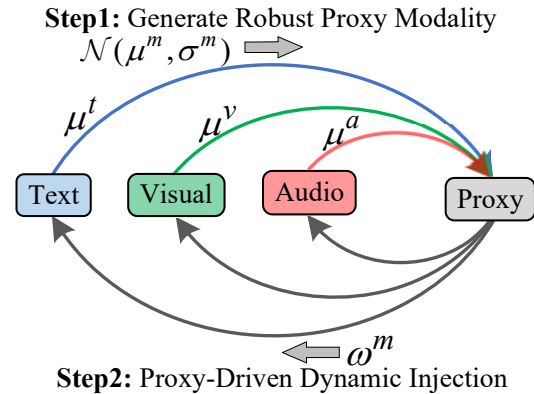 Step1: Generate Robust Proxy Modality
𝒩(μ^m, σ^m)
μ^t
μ^v
μ^a
Text
Visual
Audio
Proxy
ω^m
Step2: Proxy-Driven Dynamic Injection